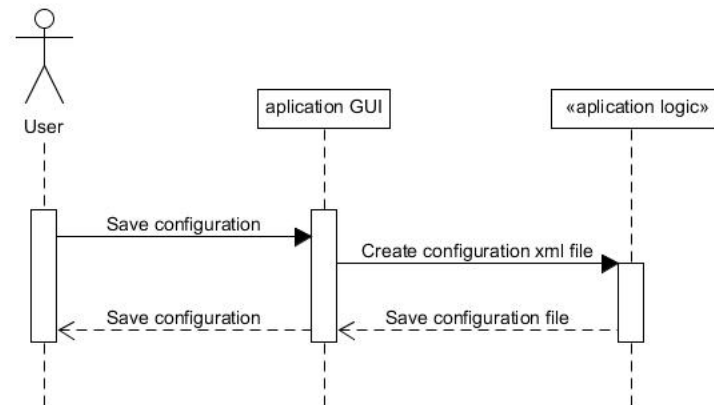 User
aplication GUI
«aplication logic»
Save configuration
Create configuration xml file
Save configuration
Save configuration file